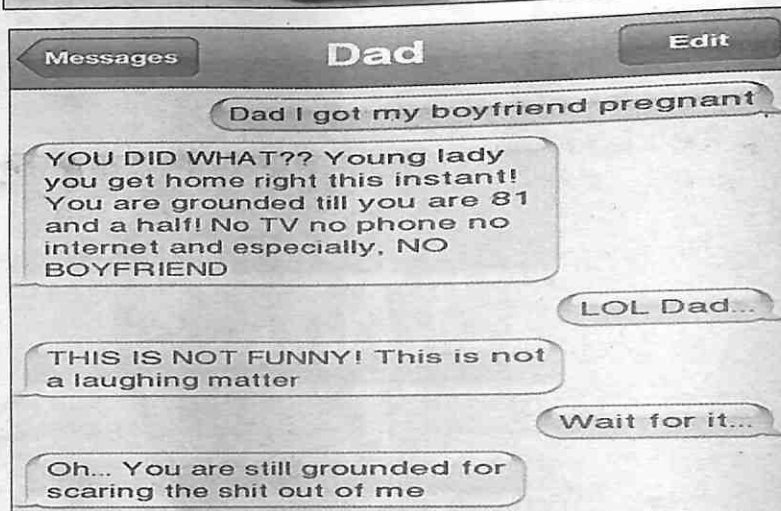 Messages
Dad
Edit
Dad I got my boyfriend pregnant
YOU DID WHAT?? Young lady
you get home right this instant!
You are grounded till you are 81
and a half! No TV no phone no
internet and especially, NO
BOYFRIEND
LOL Dad...
THIS IS NOT FUNNY! This is not
a laughing matter
Wait for it...
Oh... You are still grounded for
scaring the shit out of me